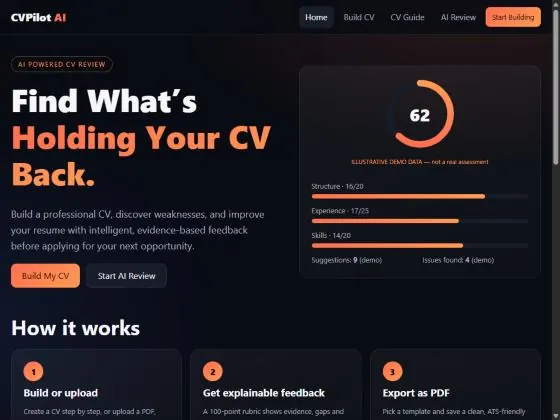 CVPilot AI
Home
Build CV
CV Guide
AI Review
Start Building
AI POWERED CV REVIEW
Find What's
Holding Your CV
Back.
Build a professional CV, discover weaknesses, and improve
your resume with intelligent, evidence-based feedback
before applying for your next opportunity.
Build My CV
Start AI Review
62
ILLUSTRATIVE DEMO DATA — not a real assessment
Structure · 16/20
Experience · 17/25
Skills · 14/20
Suggestions: 9 (demo)
Issues found: 4 (demo)
How it works
1
Build or upload
Create a CV step by step, or upload a PDF,
2
Get explainable feedback
A 100-point rubric shows evidence, gaps and
3
Export as PDF
Pick a template and save a clean, ATS-friendly